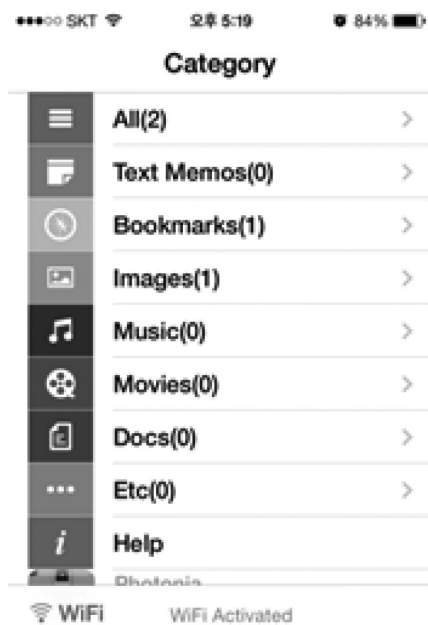 SKT 오후 5:19 84%
Category
All(2)
Text Memos(0)
Bookmarks(1)
Images(1)
Music(0)
Movies(0)
Docs(0)
Etc(0)
Help
Photonia
WiFi WiFi Activated